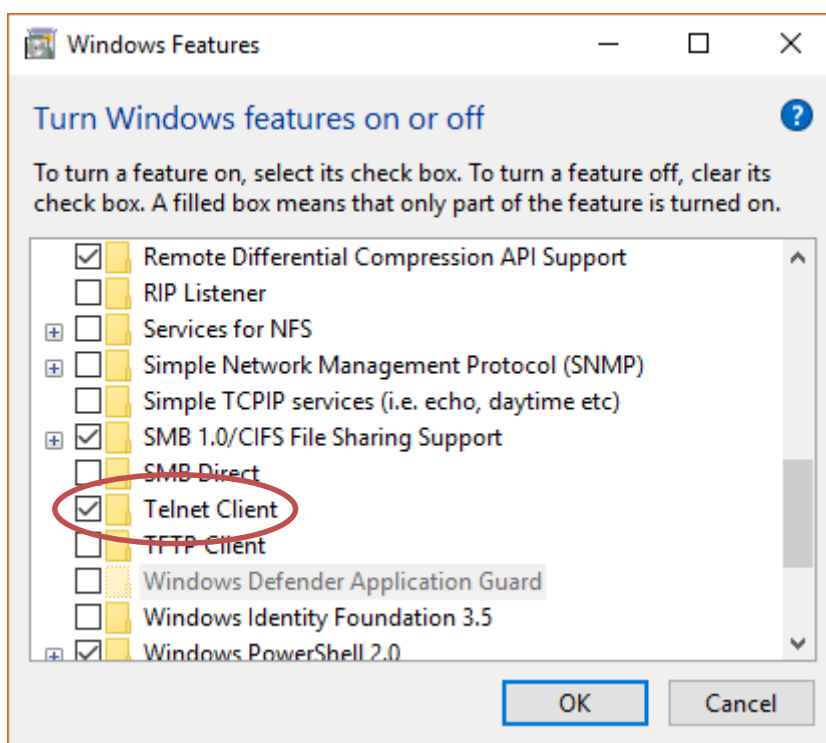 Windows Features
Turn Windows features on or off
?
To turn a feature on, select its check box. To turn a feature off, clear its
check box. A filled box means that only part of the feature is turned on.
Remote Differential Compression API Support
RIP Listener
Services for NFS
Simple Network Management Protocol (SNMP)
Simple TCPIP services (i.e. echo, daytime etc)
SMB 1.0/CIFS File Sharing Support
SMB Direct
Telnet Client
TFTP Client
Windows Defender Application Guard
Windows Identity Foundation 3.5
Windows PowerShell 2.0
OK Cancel